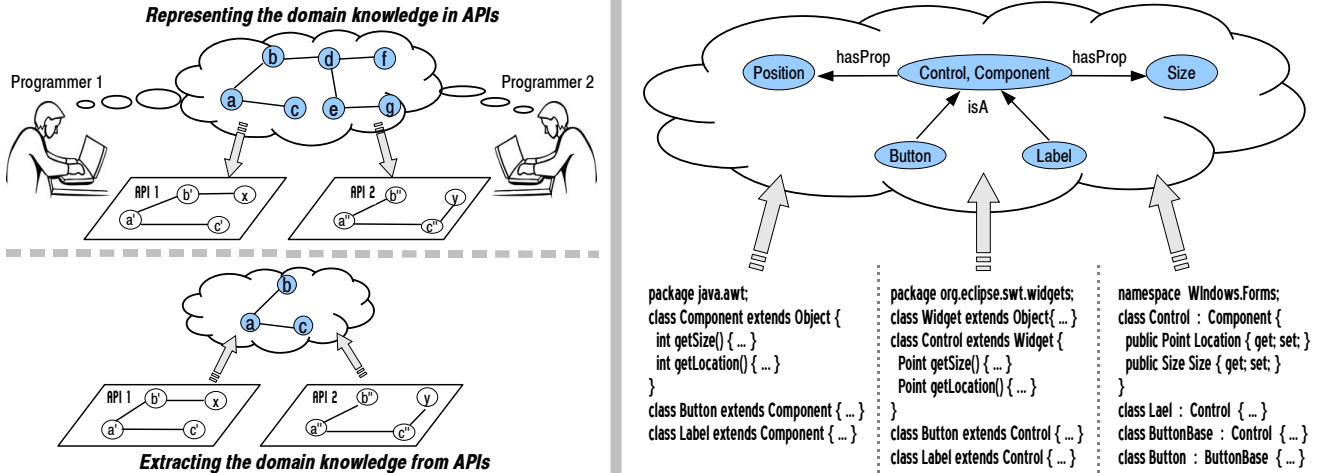 Representing the domain knowledge in APIs
Programmer 1
Programmer 2
b
d
f
a
c
e
g
API 1
b'
x
a'
c'
API 2
b''
y
a''
c''
b
a
c
API 1
b'
x
a'
c'
API 2
b''
y
a''
c''
Extracting the domain knowledge from APIs
Position
hasProp
Control, Component
hasProp
Size
isA
Button
Label
package java.awt;
class Component extends Object {
int getSize() { ... }
int getLocation() { ... }
}
class Button extends Component { ... }
class Label extends Component { ... }
package org.eclipse.swt.widgets;
class Widget extends Object{ ... }
class Control extends Widget {
Point getSize() { ... }
Point getLocation() { ... }
}
class Button extends Control { ... }
class Label extends Control { ... }
namespace WIndows.Forms;
class Control : Component {
public Point Location { get; set; }
public Size Size { get; set; }
}
class Lael : Control { ... }
class ButtonBase : Control { ... }
class Button : ButtonBase { ... }